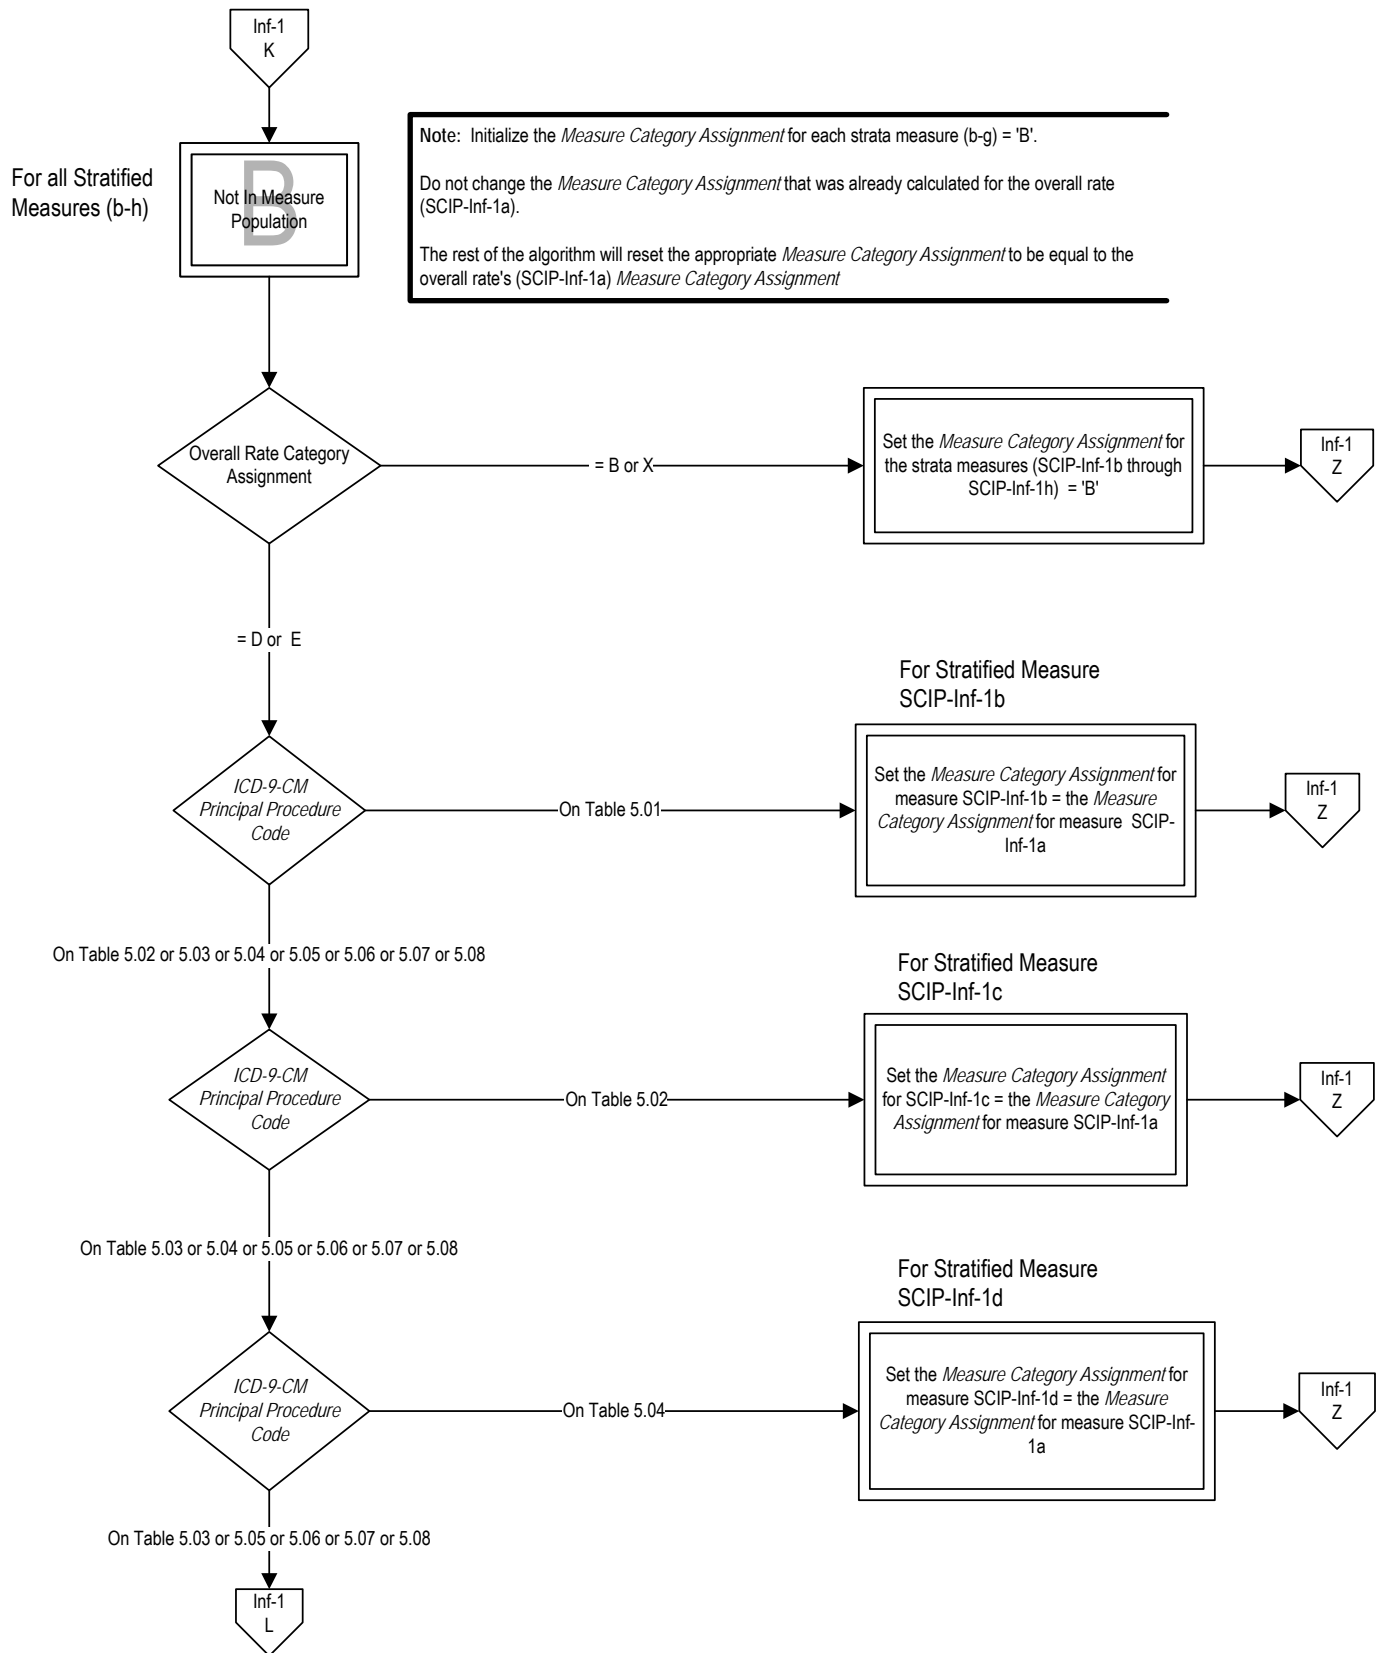 Inf-1
K
For all Stratified
Measures (b-h)
B
Not In Measure
Population
Note: Initialize the Measure Category Assignment for each strata measure (b-g) = 'B'.
Do not change the Measure Category Assignment that was already calculated for the overall rate
(SCIP-Inf-1a).
The rest of the algorithm will reset the appropriate Measure Category Assignment to be equal to the
overall rate's (SCIP-Inf-1a) Measure Category Assignment
Overall Rate Category
Assignment
= B or X
Set the Measure Category Assignment for
the strata measures (SCIP-Inf-1b through
SCIP-Inf-1h) = 'B'
Inf-1
Z
= D or E
For Stratified Measure
SCIP-Inf-1b
ICD-9-CM
Principal Procedure
Code
On Table 5.01
Set the Measure Category Assignment for
measure SCIP-Inf-1b = the Measure
Category Assignment for measure SCIP-
Inf-1a
Inf-1
Z
On Table 5.02 or 5.03 or 5.04 or 5.05 or 5.06 or 5.07 or 5.08
For Stratified Measure
SCIP-Inf-1c
ICD-9-CM
Principal Procedure
Code
On Table 5.02
Set the Measure Category Assignment
for SCIP-Inf-1c = the Measure Category
Assignment for measure SCIP-Inf-1a
Inf-1
Z
On Table 5.03 or 5.04 or 5.05 or 5.06 or 5.07 or 5.08
For Stratified Measure
SCIP-Inf-1d
ICD-9-CM
Principal Procedure
Code
On Table 5.04
Set the Measure Category Assignment for
measure SCIP-Inf-1d = the Measure
Category Assignment for measure SCIP-Inf-
1a
Inf-1
Z
On Table 5.03 or 5.05 or 5.06 or 5.07 or 5.08
Inf-1
L